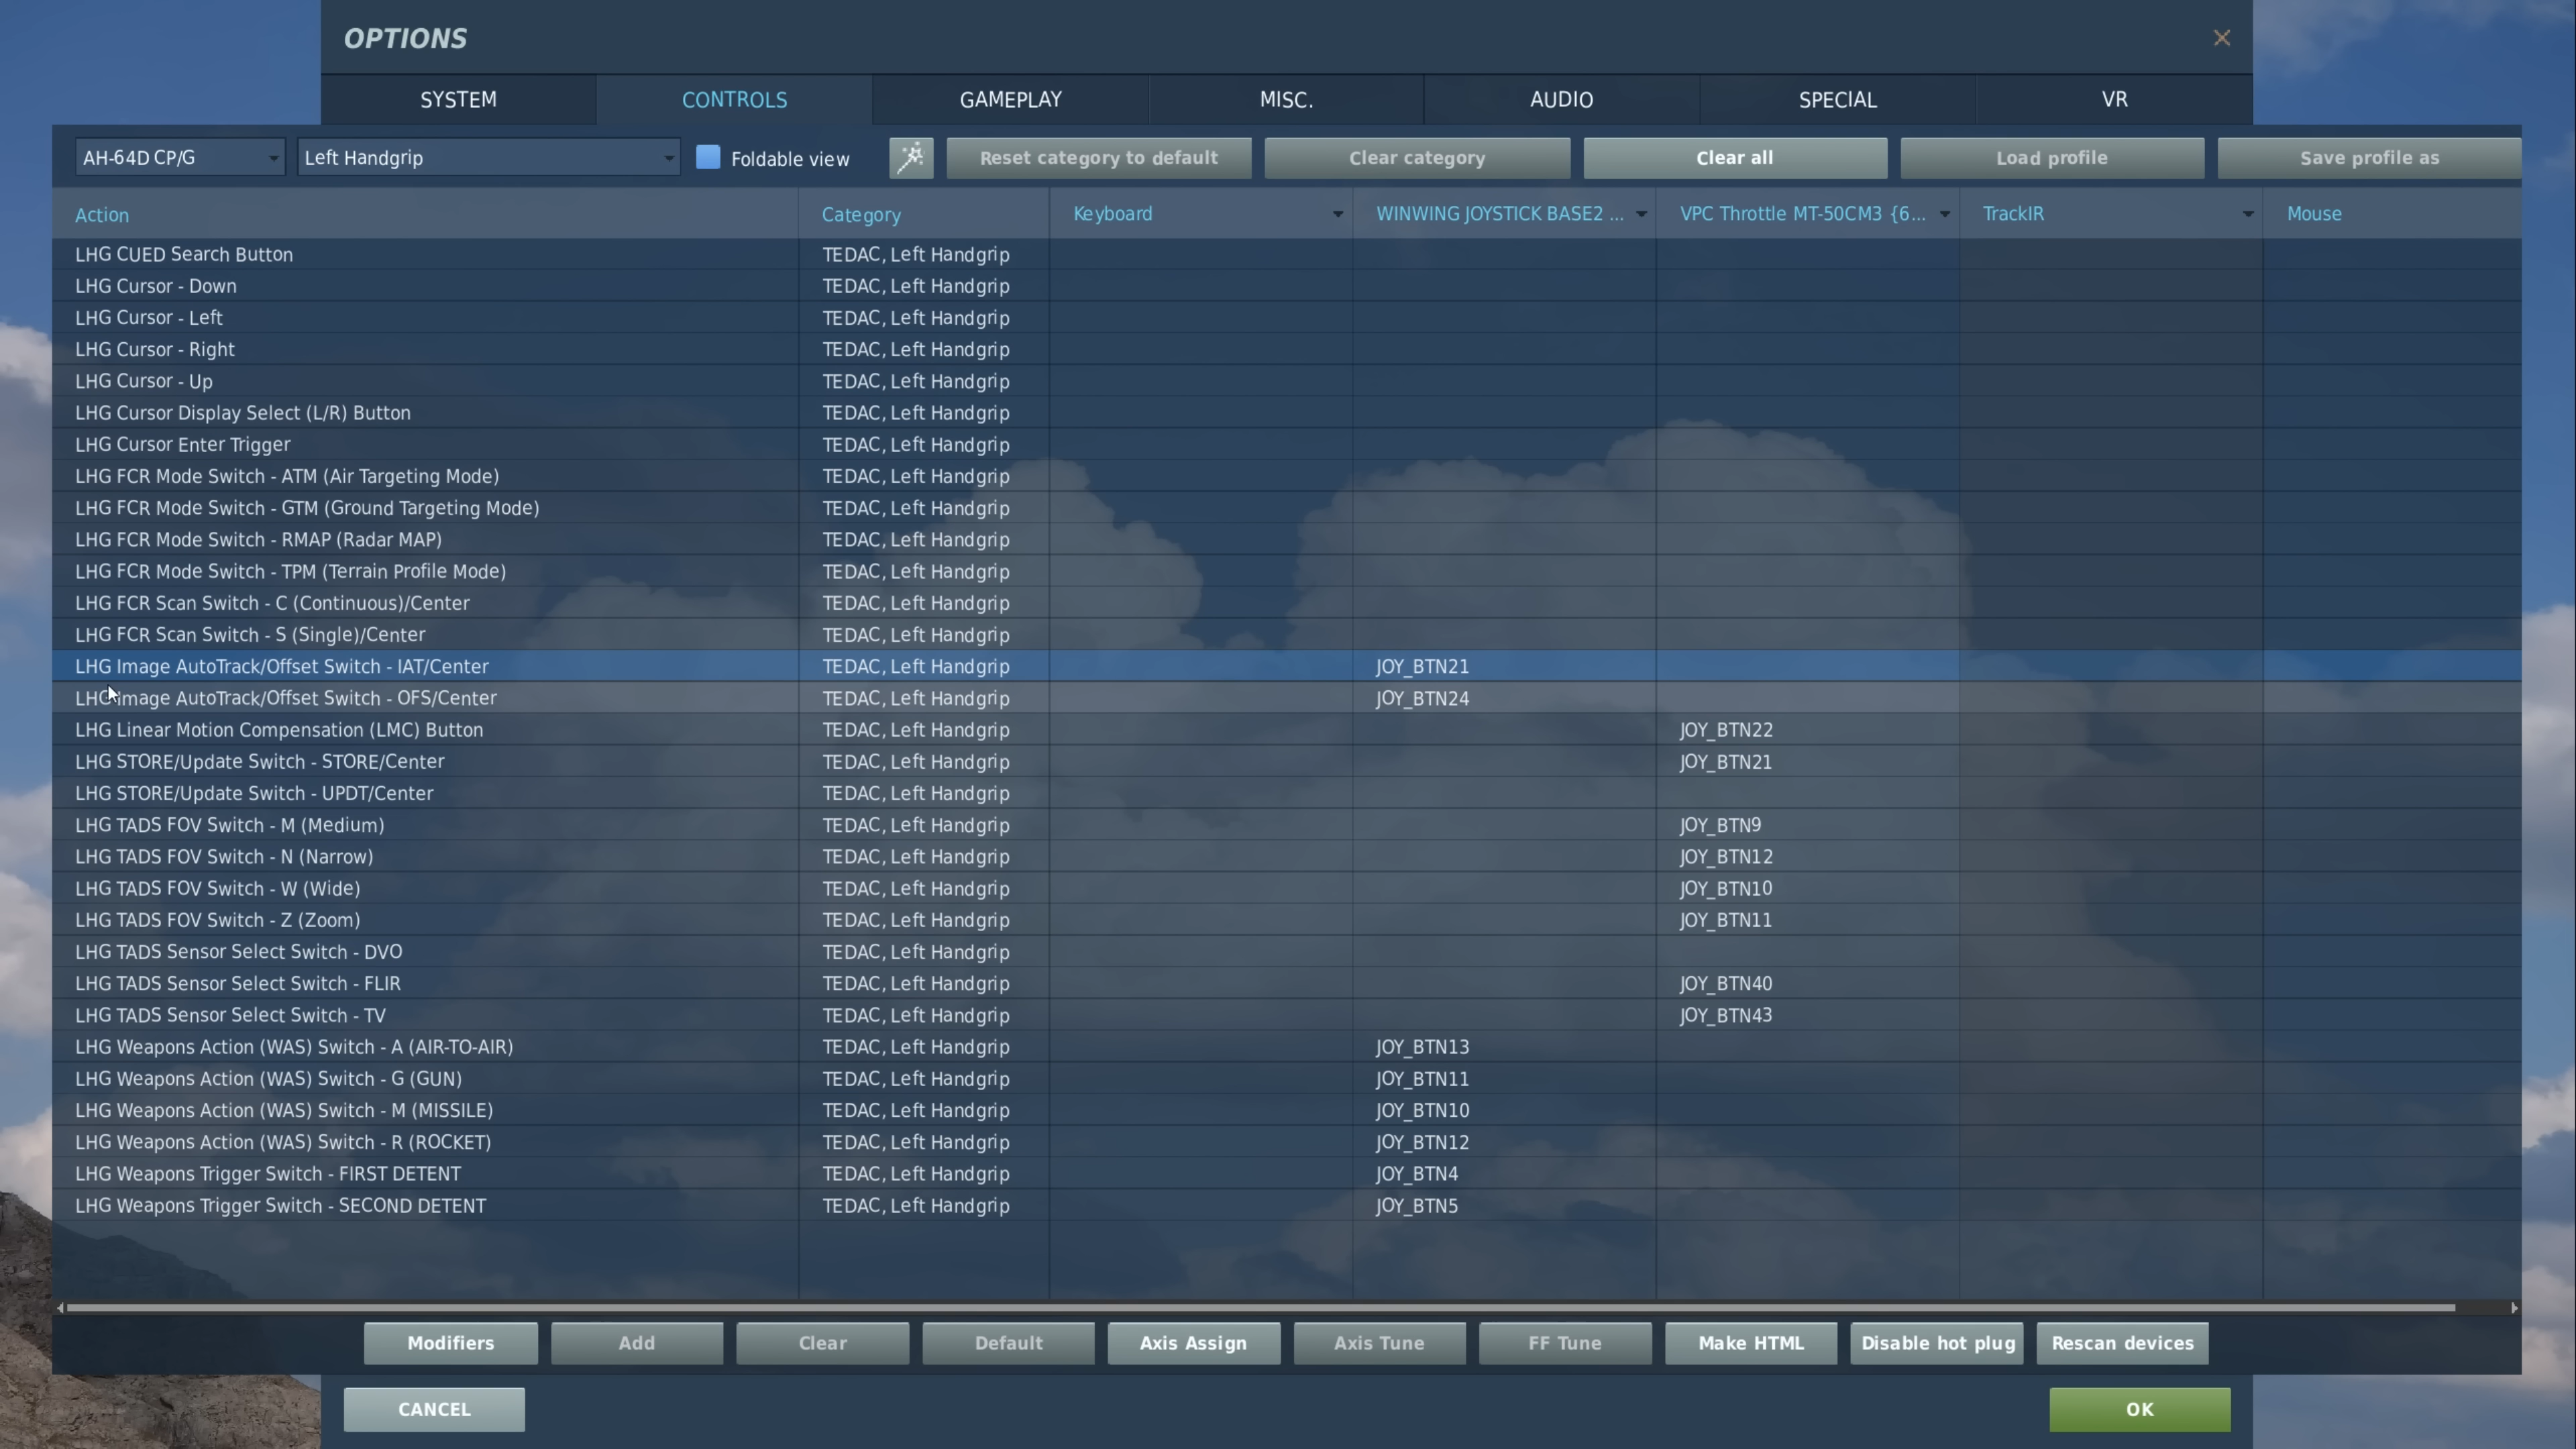 OPTIONS
SYSTEM CONTROLS GAMEPLAY MISC. AUDIO SPECIAL VR
AH-64D CP/G Left Handgrip Foldable view Reset category to default Clear category Clear all Load profile Save profile as
Action Category Keyboard WINWING JOYSTICK BASE2 ... VPC Throttle MT-50CM3 {6... TrackIR Mouse
LHG CUED Search Button TEDAC, Left Handgrip
LHG Cursor - Down TEDAC, Left Handgrip
LHG Cursor - Left TEDAC, Left Handgrip
LHG Cursor - Right TEDAC, Left Handgrip
LHG Cursor - Up TEDAC, Left Handgrip
LHG Cursor Display Select (L/R) Button TEDAC, Left Handgrip
LHG Cursor Enter Trigger TEDAC, Left Handgrip
LHG FCR Mode Switch - ATM (Air Targeting Mode) TEDAC, Left Handgrip
LHG FCR Mode Switch - GTM (Ground Targeting Mode) TEDAC, Left Handgrip
LHG FCR Mode Switch - RMAP (Radar MAP) TEDAC, Left Handgrip
LHG FCR Mode Switch - TPM (Terrain Profile Mode) TEDAC, Left Handgrip
LHG FCR Scan Switch - C (Continuous)/Center TEDAC, Left Handgrip
LHG FCR Scan Switch - S (Single)/Center TEDAC, Left Handgrip
LHG Image AutoTrack/Offset Switch - IAT/Center TEDAC, Left Handgrip JOY_BTN21
LHG Image AutoTrack/Offset Switch - OFS/Center TEDAC, Left Handgrip JOY_BTN24
LHG Linear Motion Compensation (LMC) Button TEDAC, Left Handgrip JOY_BTN22
LHG STORE/Update Switch - STORE/Center TEDAC, Left Handgrip JOY_BTN21
LHG STORE/Update Switch - UPDT/Center TEDAC, Left Handgrip
LHG TADS FOV Switch - M (Medium) TEDAC, Left Handgrip JOY_BTN9
LHG TADS FOV Switch - N (Narrow) TEDAC, Left Handgrip JOY_BTN12
LHG TADS FOV Switch - W (Wide) TEDAC, Left Handgrip JOY_BTN10
LHG TADS FOV Switch - Z (Zoom) TEDAC, Left Handgrip JOY_BTN11
LHG TADS Sensor Select Switch - DVO TEDAC, Left Handgrip
LHG TADS Sensor Select Switch - FLIR TEDAC, Left Handgrip JOY_BTN40
LHG TADS Sensor Select Switch - TV TEDAC, Left Handgrip JOY_BTN43
LHG Weapons Action (WAS) Switch - A (AIR-TO-AIR) TEDAC, Left Handgrip JOY_BTN13
LHG Weapons Action (WAS) Switch - G (GUN) TEDAC, Left Handgrip JOY_BTN11
LHG Weapons Action (WAS) Switch - M (MISSILE) TEDAC, Left Handgrip JOY_BTN10
LHG Weapons Action (WAS) Switch - R (ROCKET) TEDAC, Left Handgrip JOY_BTN12
LHG Weapons Trigger Switch - FIRST DETENT TEDAC, Left Handgrip JOY_BTN4
LHG Weapons Trigger Switch - SECOND DETENT TEDAC, Left Handgrip JOY_BTN5
Modifiers Add Clear Default Axis Assign Axis Tune FF Tune Make HTML Disable hot plug Rescan devices
CANCEL OK